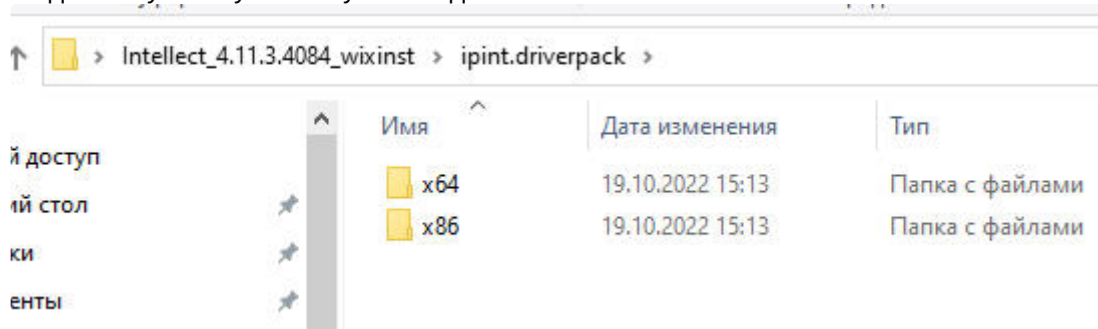 Intellect_4.11.3.4084_wixinst > ipint.driverpack >
Имя Дата изменения Тип
й доступ
x64 19.10.2022 15:13 Папка с файлами
ий стол
x86 19.10.2022 15:13 Папка с файлами
ки
енты